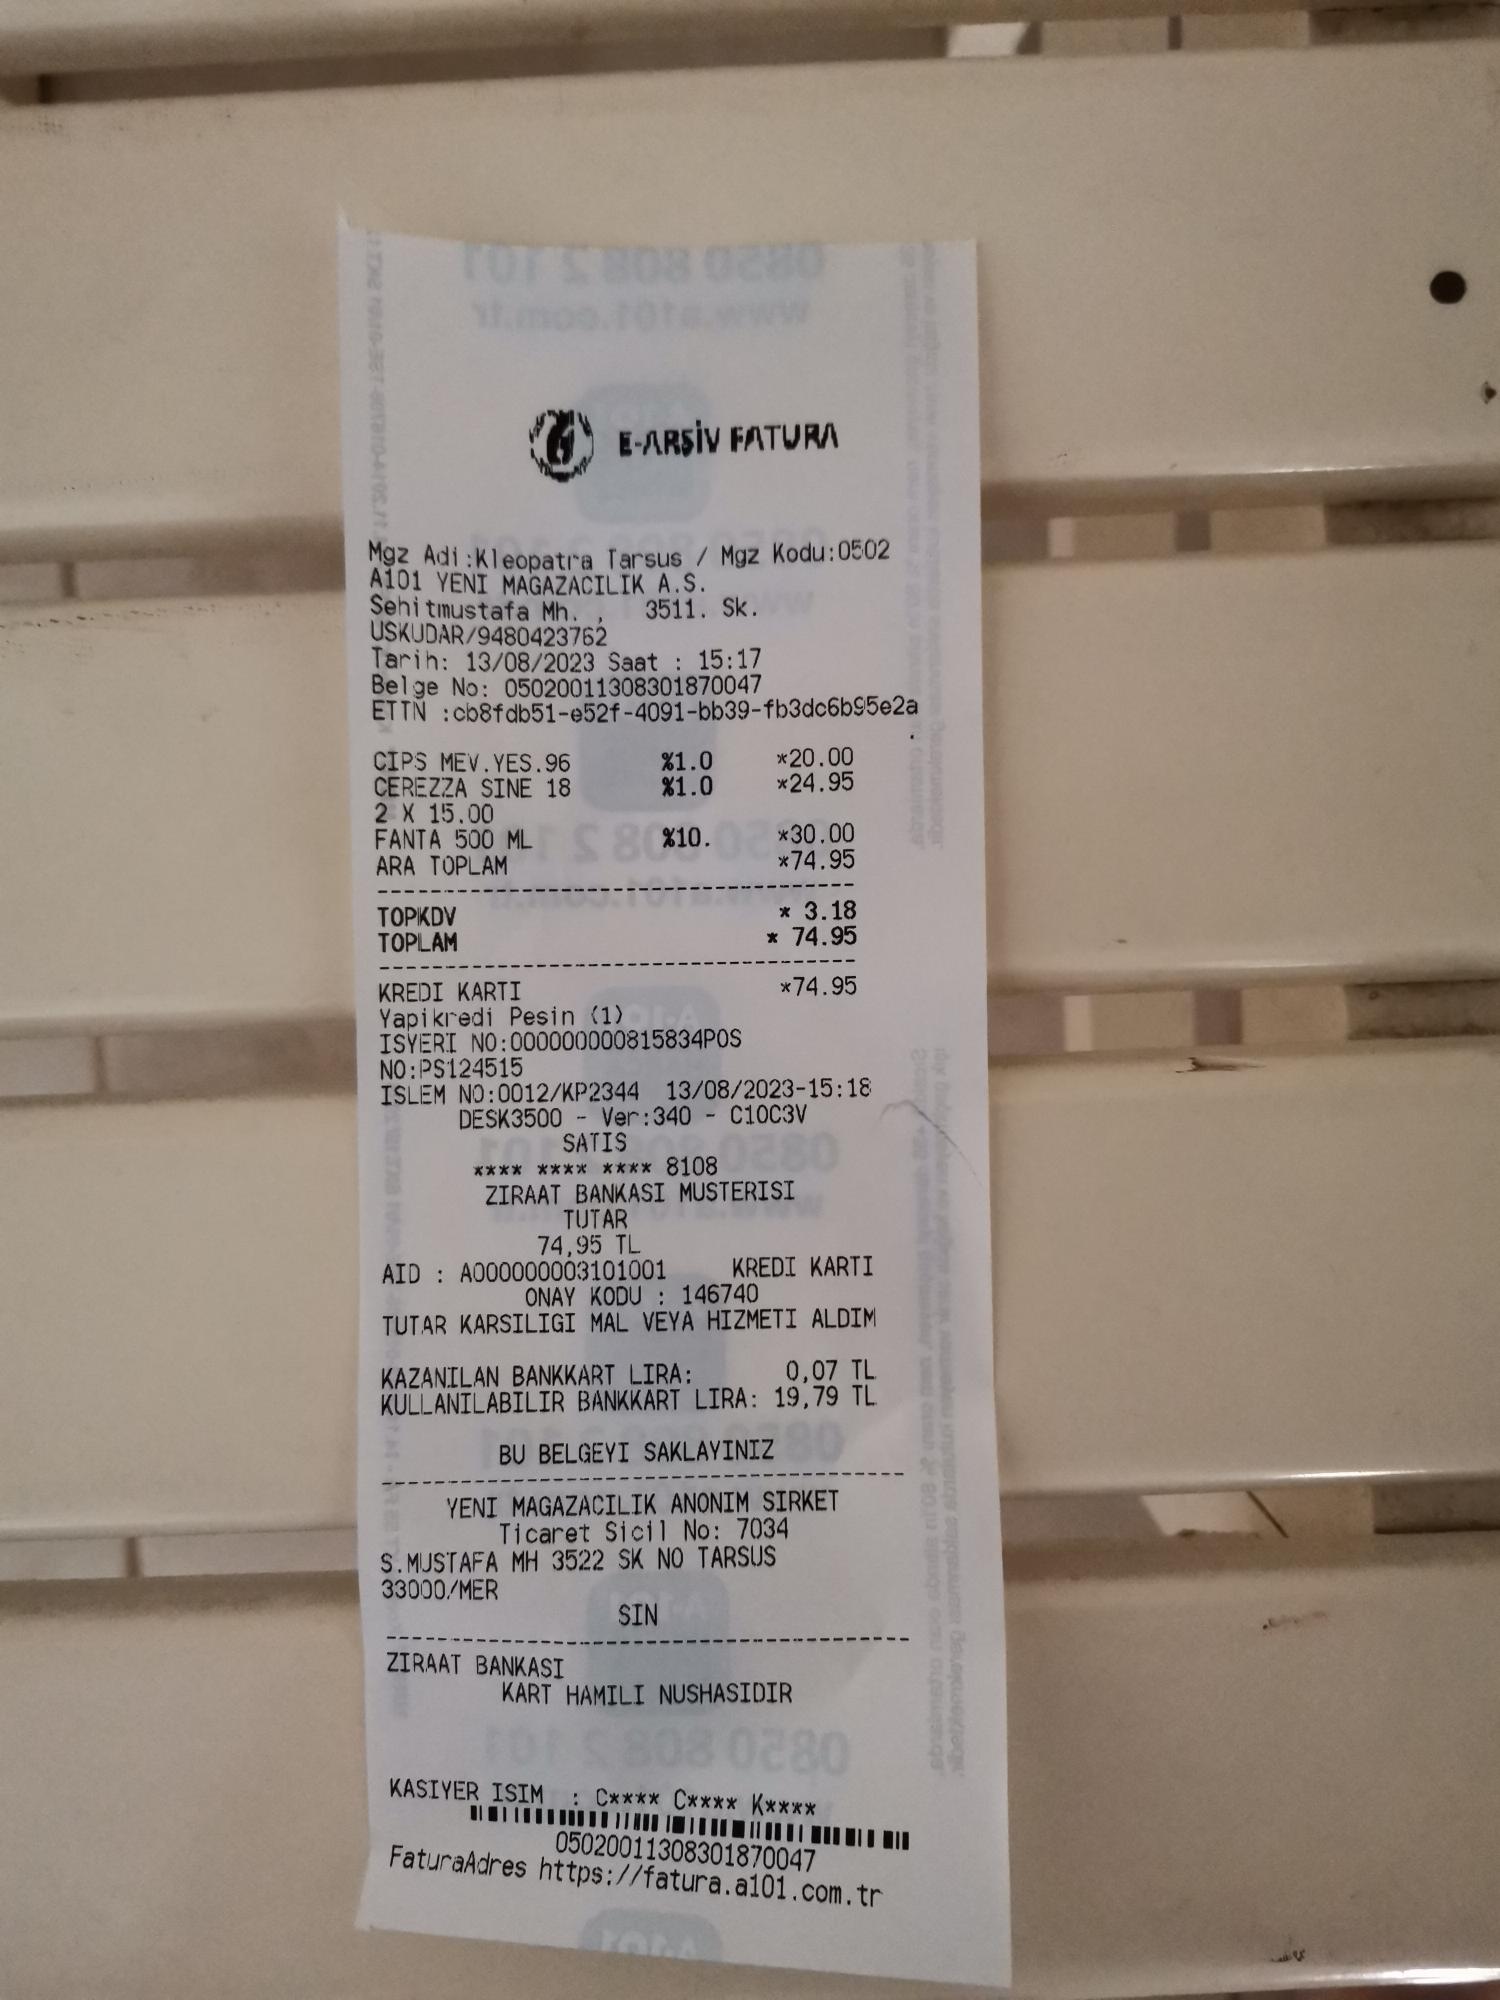 E-ARŞİV FATURA
Mgz Adi:Kleopatra Tarsus / Mgz Kodu:0502
A101 YENI MAGAZACILIK A.S.
Sehitmustafa Mh. , 3511. Sk.
USKUDAR/9480423762
Tarih: 13/08/2023 Saat : 15:17
Belge No: 05020011308301870047
ETTN :cb8fdb51-e52f-4091-bb39-fb3dc6b95e2a
CIPS MEV.YES.96 %1.0 *20.00
CEREZZA SINE 18 %1.0 *24.95
2 X 15.00
FANTA 500 ML %10. *30.00
ARA TOPLAM *74.95
TOPKDV * 3.18
TOPLAM * 74.95
KREDI KARTI *74.95
Yapikredi Pesin (1)
ISYERI NO:000000000815834POS
NO:PS124515
ISLEM NO:0012/KP2344 13/08/2023-15:18
DESK3500 - Ver:340 - C10C3V
SATIS
**** **** **** 8108
ZIRAAT BANKASI MUSTERISI
TUTAR
74,95 TL
AID : A000000003101001 KREDI KARTI
ONAY KODU : 146740
TUTAR KARSILIGI MAL VEYA HIZMETI ALDIM
KAZANILAN BANKKART LIRA: 0,07 TL
KULLANILABILIR BANKKART LIRA: 19,79 TL
BU BELGEYI SAKLAYINIZ
YENI MAGAZACILIK ANONIM SIRKET
Ticaret Sicil No: 7034
S.MUSTAFA MH 3522 SK NO TARSUS
33000/MER
SIN
ZIRAAT BANKASI
KART HAMILI NUSHASIDIR
KASIYER ISIM : C**** C**** K****
05020011308301870047
FaturaAdres https://fatura.a101.com.tr